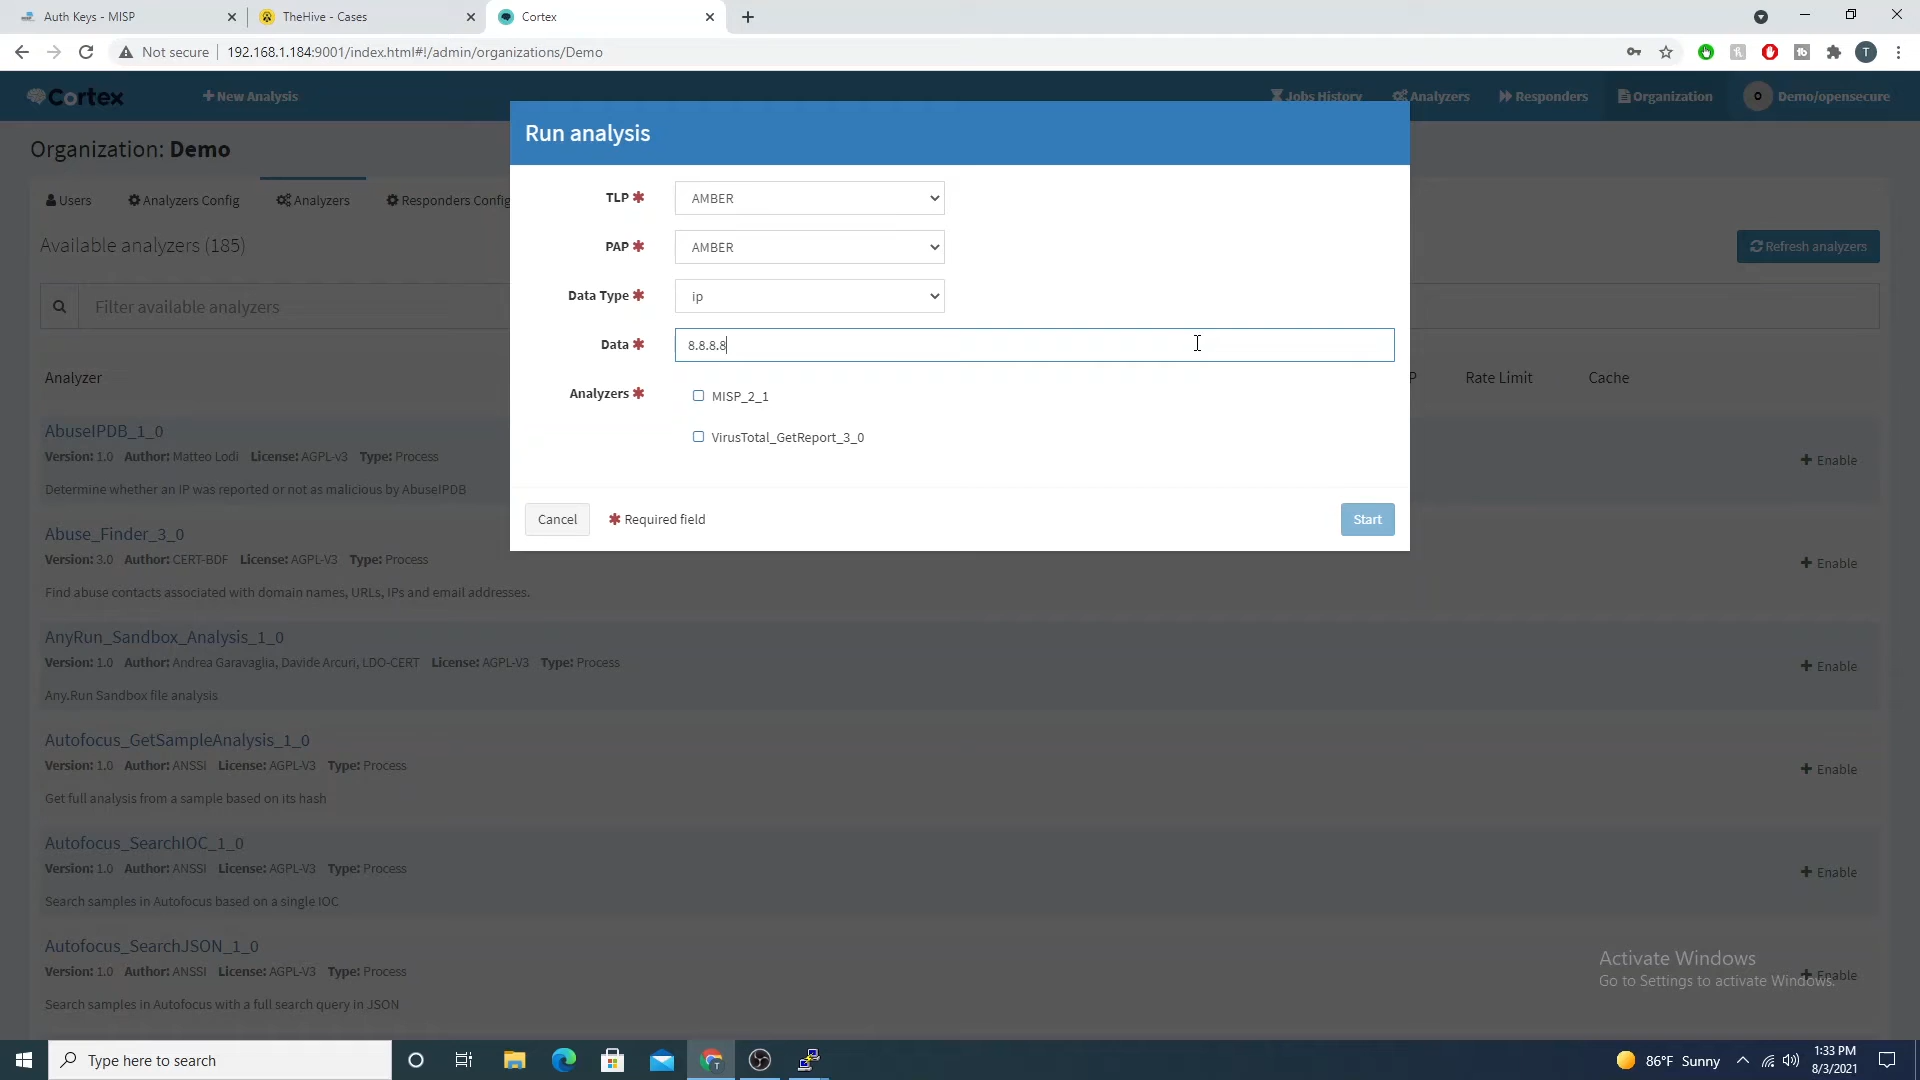 Auth Keys - MISP
TheHive - Cases
Cortex
Not secure
192.168.1.184:9001/index.html#!/admin/organizations/Demo
T
Cortex
New Analysis
Jobs History
Analyzers
Responders
Organization
O
Demo/opensecure
Organization: Demo
Users
Analyzers Config
Analyzers
Responders Config
Available analyzers (185)
Refresh analyzers
Filter available analyzers
Run analysis
TLP
AMBER
PAP
AMBER
Data Type
ip
Data
8.8.8.8
Analyzers
MISP_2_1
VirusTotal_GetReport_3_0
Cancel
Required field
Start
Analyzer
P
Rate Limit
Cache
AbuseIPDB_1_0
Version: 1.0 Author: Matteo Lodi License: AGPL-v3 Type: Process
Determine whether an IP was reported or not as malicious by AbuseIPDB
Enable
Abuse_Finder_3_0
Version: 3.0 Author: CERT-BDF License: AGPL-V3 Type: Process
Find abuse contacts associated with domain names, URLs, IPs and email addresses.
Enable
AnyRun_Sandbox_Analysis_1_0
Version: 1.0 Author: Andrea Garavaglia, Davide Arcuri, LDO-CERT License: AGPL-V3 Type: Process
Any.Run Sandbox file analysis
Enable
Autofocus_GetSampleAnalysis_1_0
Version: 1.0 Author: ANSSI License: AGPL-V3 Type: Process
Get full analysis from a sample based on its hash
Enable
Autofocus_SearchIOC_1_0
Version: 1.0 Author: ANSSI License: AGPL-V3 Type: Process
Search samples in Autofocus based on a single IOC
Enable
Autofocus_SearchJSON_1_0
Version: 1.0 Author: ANSSI License: AGPL-V3 Type: Process
Search samples in Autofocus with a full search query in JSON
Enable
Activate Windows
Go to Settings to activate Windows.
Type here to search
86°F Sunny
1:33 PM
8/3/2021